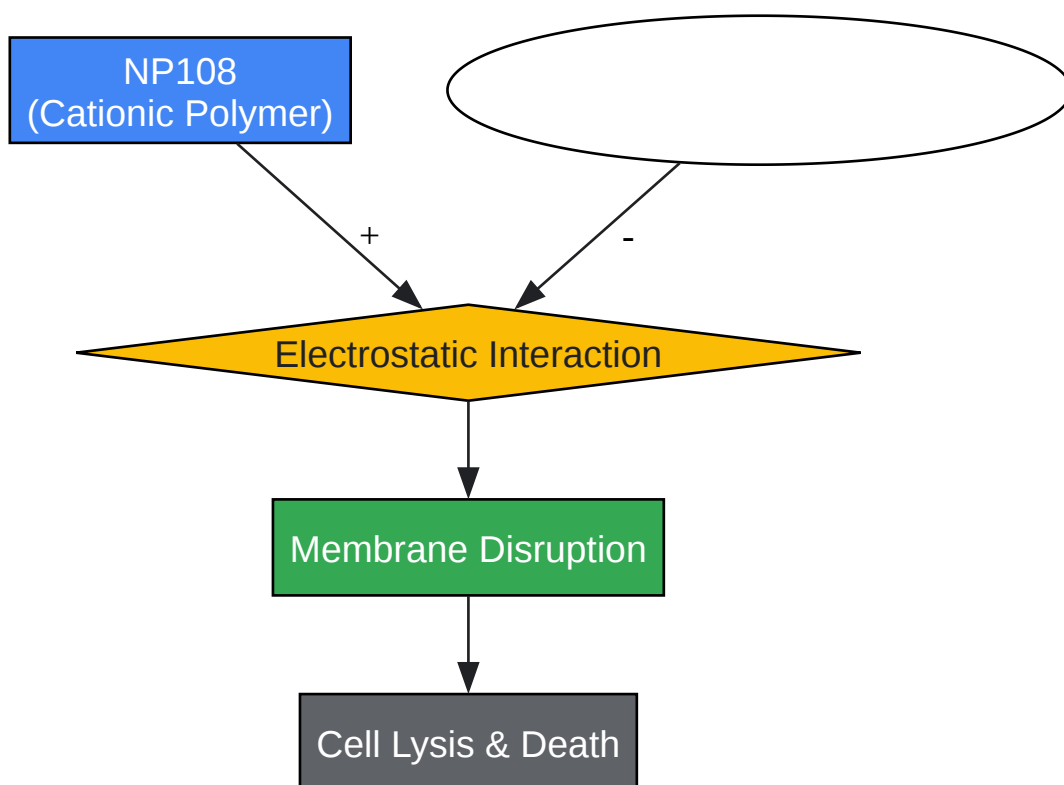 NP108
(Cationic Polymer)
+
-
Electrostatic Interaction
Membrane Disruption
Cell Lysis & Death